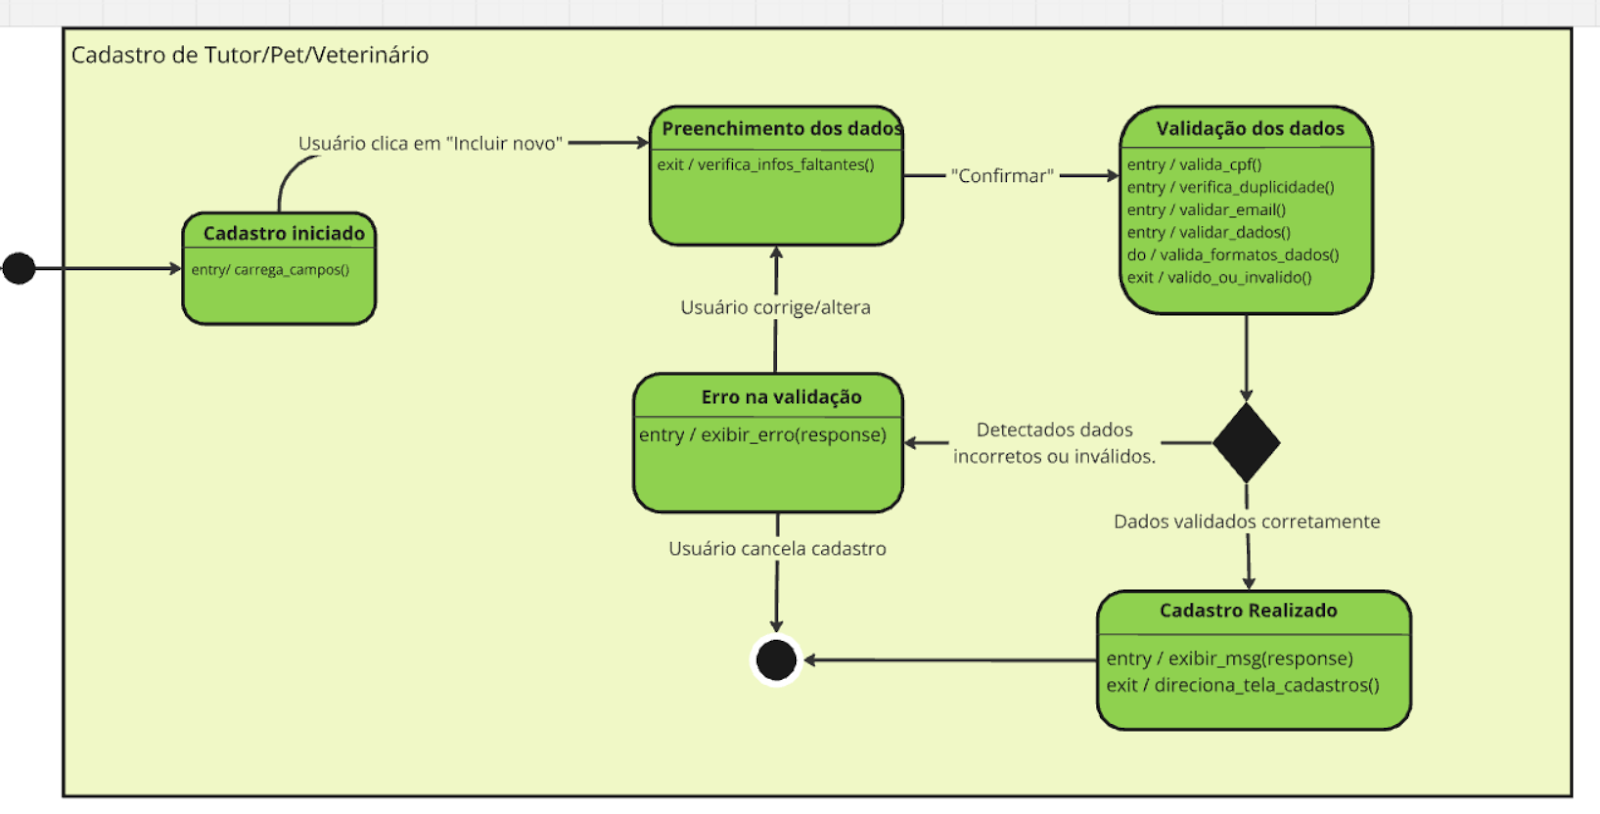 Cadastro de Tutor/Pet/Veterinário
Usuário clica em "Incluir novo"
Cadastro iniciado
entry/ carrega_campos()
Preenchimento dos dados
exit / verifica_infos_faltantes()
"Confirmar"
Validação dos dados
entry / valida_cpf()
entry / verifica_duplicidade()
entry / validar_email()
entry / validar_dados()
do / valida_formatos_dados()
exit / valido_ou_invalido()
Usuário corrige/altera
Erro na validação
entry / exibir_erro(response)
Detectados dados
incorretos ou inválidos.
Dados validados corretamente
Usuário cancela cadastro
Cadastro Realizado
entry / exibir_msg(response)
exit / direciona_tela_cadastros()